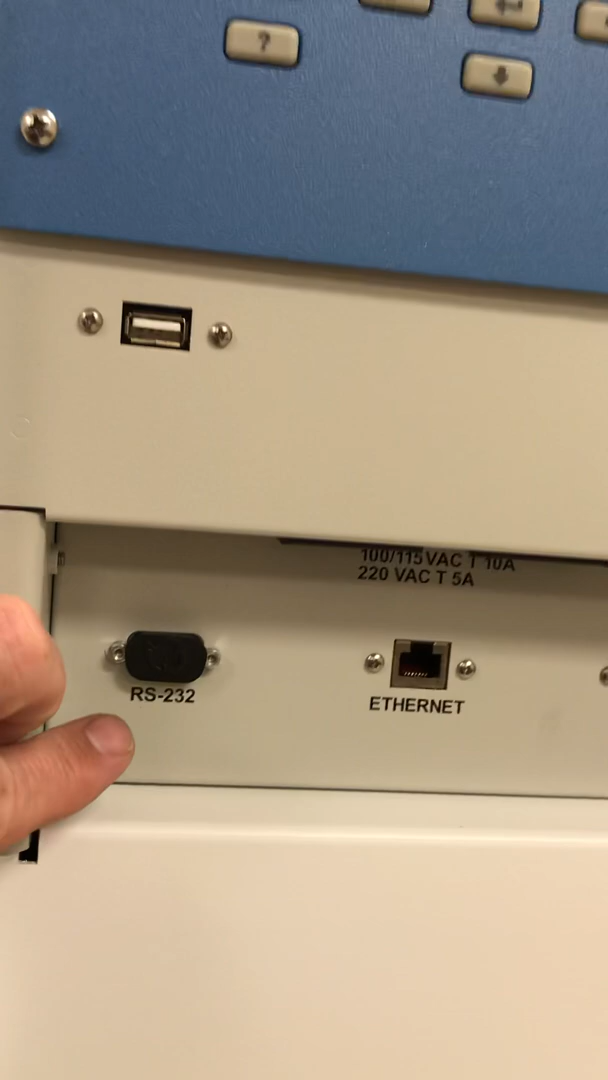 ?
100/115 VAC T 10A
220 VAC T 5A
RS-232
ETHERNET